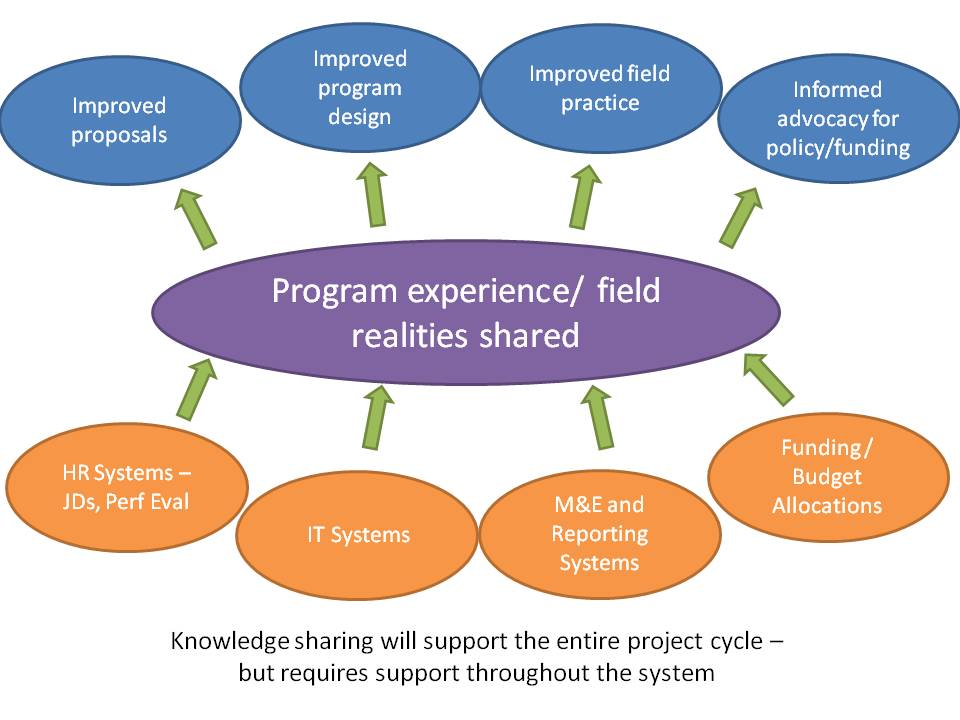 Improved
proposals
Improved
program
design
Improved field
practice
Informed
advocacy for
policy/funding
Program experience/ field
realities shared
HR Systems –
JDs, Perf Eval
IT Systems
M&E and
Reporting
Systems
Funding /
Budget
Allocations
Knowledge sharing will support the entire project cycle –
but requires support throughout the system